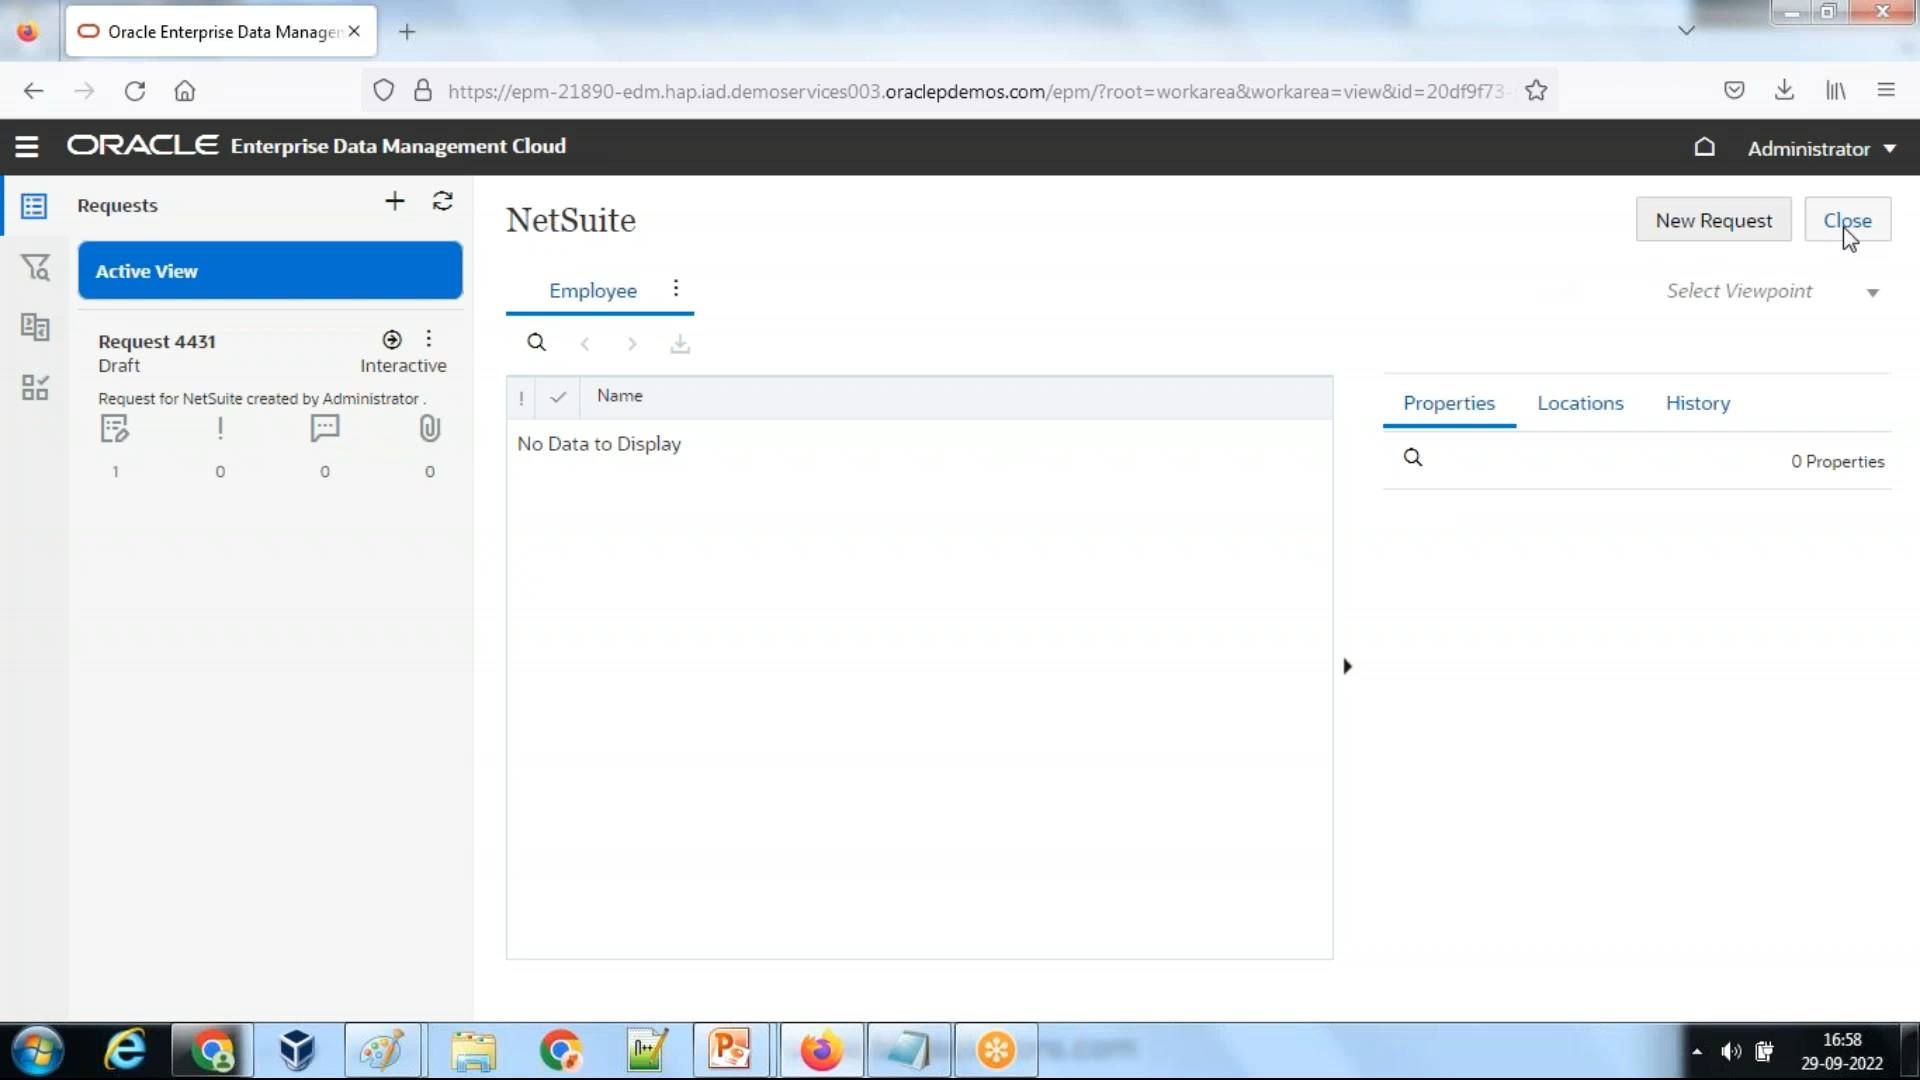 Oracle Enterprise Data Manager
https://epm-21890-edm.hap.iad.demoservices003.oraclepdemos.com/epm/?root=workarea&workarea=view&id=20df9f73-
ORACLE Enterprise Data Management Cloud
Administrator
Requests
NetSuite
New Request
Close
Active View
Employee
Select Viewpoint
Request 4431
Draft
Interactive
Request for NetSuite created by Administrator .
1 0 0 0
! Name
No Data to Display
Properties Locations History
0 Properties
16:58
29-09-2022